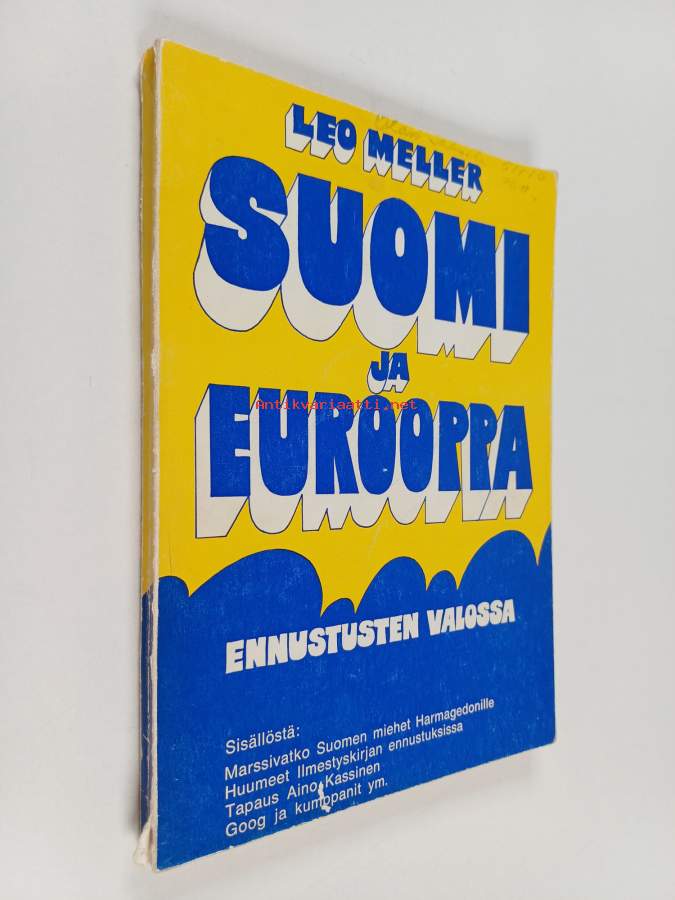 LEO MELLER
SUOMI
JA
EUROOPPA
Antikvariaatti.net
ENNUSTUSTEN VALOSSA
Sisällöstä:
Marssivatko Suomen miehet Harmagedonille
Huumeet Ilmestyskirjan ennustuksissa
Tapaus Aino Kassinen
Goog ja kumppanit ym.